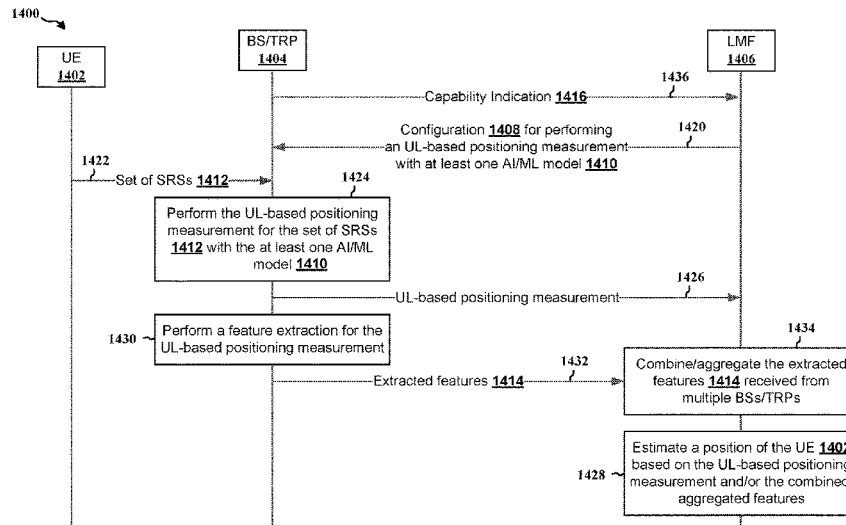 1400
UE
1402
BS/TRP
1404
LMF
1406
Capability Indication 1416
1436
Configuration 1408 for performing
an UL-based positioning measurement
with at least one AI/ML model 1410
1420
1422
Set of SRSs 1412
1424
Perform the UL-based positioning
measurement for the set of SRSs
1412 with the at least one AI/ML
model 1410
UL-based positioning measurement
1426
1430
Perform a feature extraction for the
UL-based positioning measurement
1434
Extracted features 1414
1432
Combine/aggregate the extracted
features 1414 received from
multiple BSs/TRPs
1428
Estimate a position of the UE 1402
based on the UL-based positioning
measurement and/or the combined
aggregated features